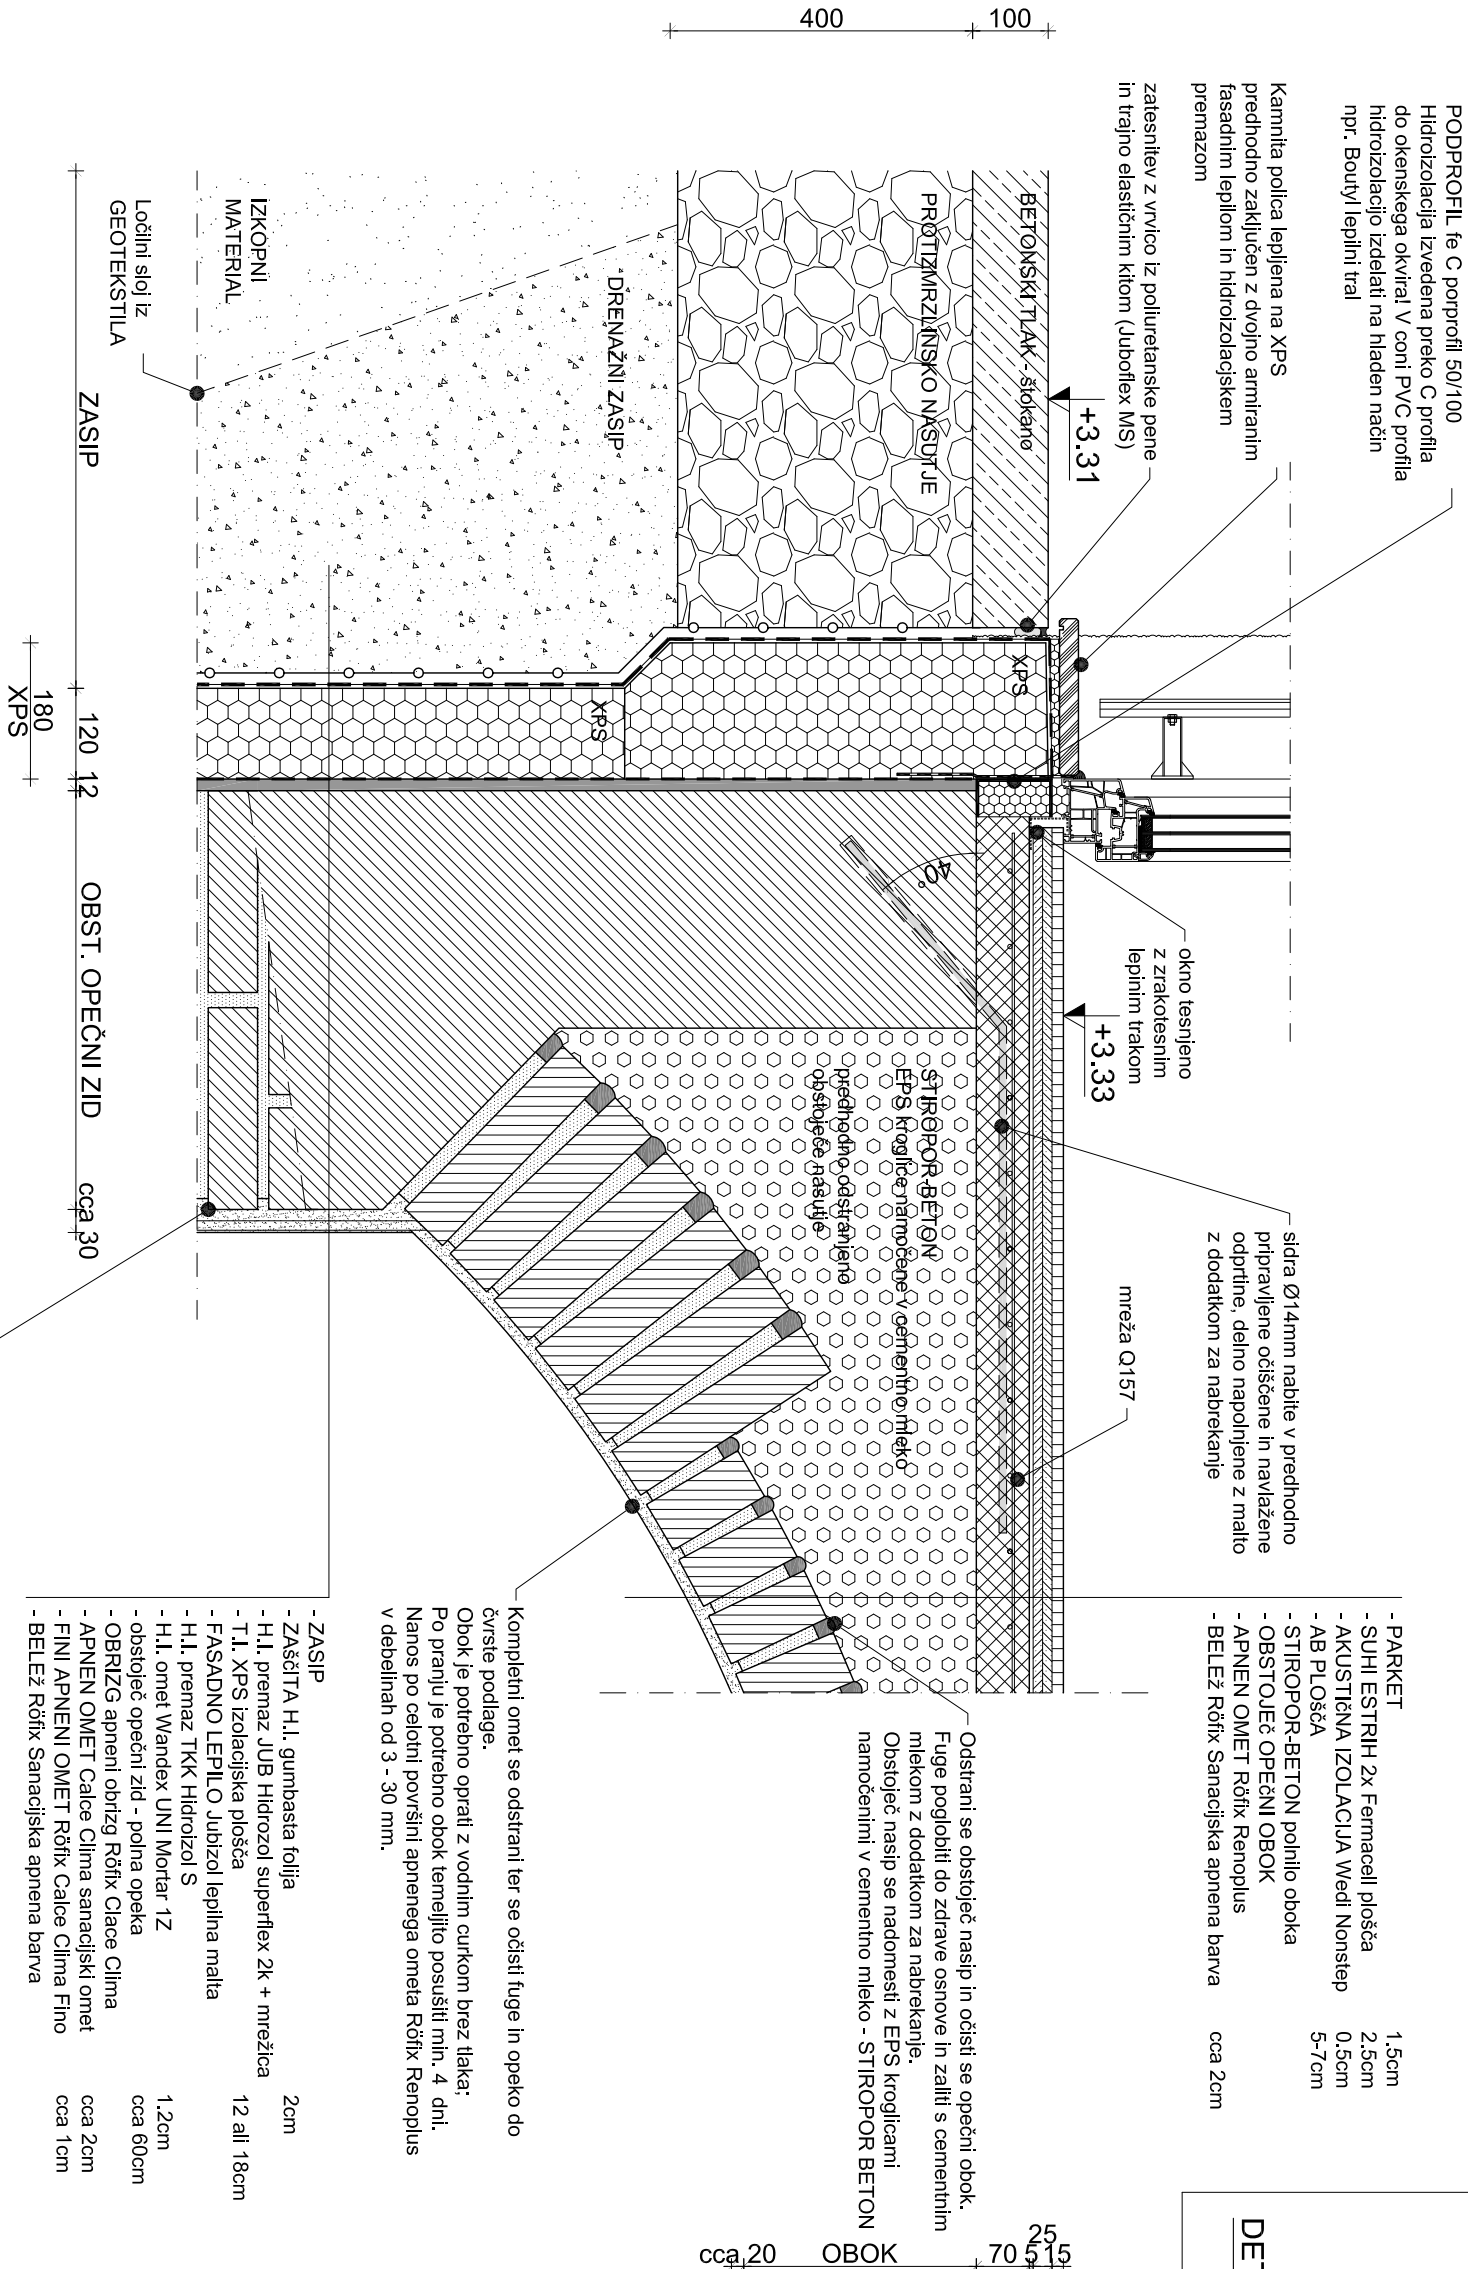 PODPROFIL fe C porprofil 50/100
Hidroizolacija izvedena preko C profila
do okenskega okvira! V coni PVC profila
hidroizolacijo izdelati na hladen način
npr. Boutyl lepilni tral
Kamnita polica lepljena na XPS
predhodno zaključen z dvojno armiranim
fasadnim lepilom in hidroizolacjskem
premazom
zatesnitev z vrvico iz poliuretanske pene
in trajno elastičnim kitom (Juboflex MS)
+3.31
BETONSKI TLAK - štokano
PROTIZMRZLINSKO NASUTJE
DRENAŽNI ZASIP
IZKOPNI
MATERIAL
Ločilni sloj iz
GEOTEKSTILA
400
100
XPS
XPS
40°
okno tesnjeno
z zrakotesnim
lepinim trakom
+3.33
sidra Ø14mm nabite v predhodno
pripravljene očiščene in navlažene
odprtine, delno napolnjene z malto
z dodatkom za nabrekanje
mreža Q157
STIROPOR-BETON
EPS kroglice namočene v cementno mleko
predhodno odstranjeno
obstoječe nasutje
ZASIP
120
12
OBST. OPEČNI ZID
cca 30
180
XPS
- PARKET 1.5cm
- SUHI ESTRIH 2x Fermacell plošča 2.5cm
- AKUSTIČNA IZOLACIJA Wedi Nonstep 0.5cm
- AB PLOŠČA 5-7cm
- STIROPOR-BETON polnilo oboka
- OBSTOJEČ OPEČNI OBOK
- APNEN OMET Röfix Renoplus
- BELEŽ Röfix Sanacijska apnena barva cca 2cm
Odstrani se obstoječ nasip in očisti se opečni obok.
Fuge poglobiti do zdrave osnove in zaliti s cementnim
mlekom z dodatkom za nabrekanje.
Obstoječ nasip se nadomesti z EPS kroglicami
namočenimi v cementno mleko - STIROPOR BETON
Kompletni omet se odstrani ter se očisti fuge in opeko do
čvrste podlage.
Obok je potrebno oprati z vodnim curkom brez tlaka;
Po pranju je potrebno obok temeljito posušiti min. 4 dni.
Nanos po celotni površini apnenega ometa Röfix Renoplus
v debelinah od 3 - 30 mm.
- ZASIP
- ZAŠČITA H.I. gumbasta folija 2cm
- H.I. premaz JUB Hidrozol superflex 2k + mrežica
- T.I. XPS izolacijska plošča 12 ali 18cm
- FASADNO LEPILO Jubizol lepilna malta
- H.I. premaz TKK Hidroizol S
- H.I. omet Wandex UNI Mortar 1Z 1.2cm
- obstoječ opečni zid - polna opeka cca 60cm
- OBRIZG apneni obrizg Röfix Clace Clima
- APNEN OMET Calce Clima sanacijski omet cca 2cm
- FINI APNENI OMET Röfix Calce Clima Fino cca 1cm
- BELEŽ Röfix Sanacijska apnena barva
cca 20
OBOK
70
5
25
15